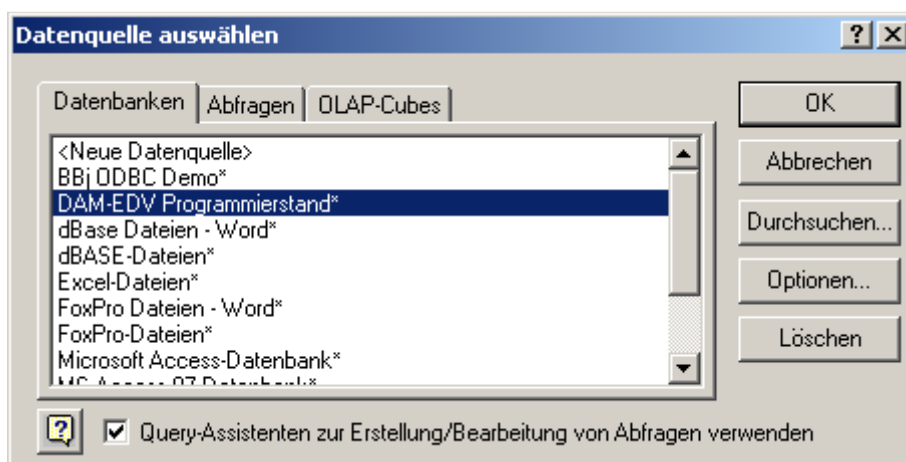 Datenquelle auswählen
Datenbanken Abfragen OLAP-Cubes
<Neue Datenquelle>
BBj ODBC Demo*
DAM-EDV Programmierstand*
dBase Dateien - Word*
dBASE-Dateien*
Excel-Dateien*
FoxPro Dateien - Word*
FoxPro-Dateien*
Microsoft Access-Datenbank*
OK
Abbrechen
Durchsuchen...
Optionen...
Löschen
Query-Assistenten zur Erstellung/Bearbeitung von Abfragen verwenden